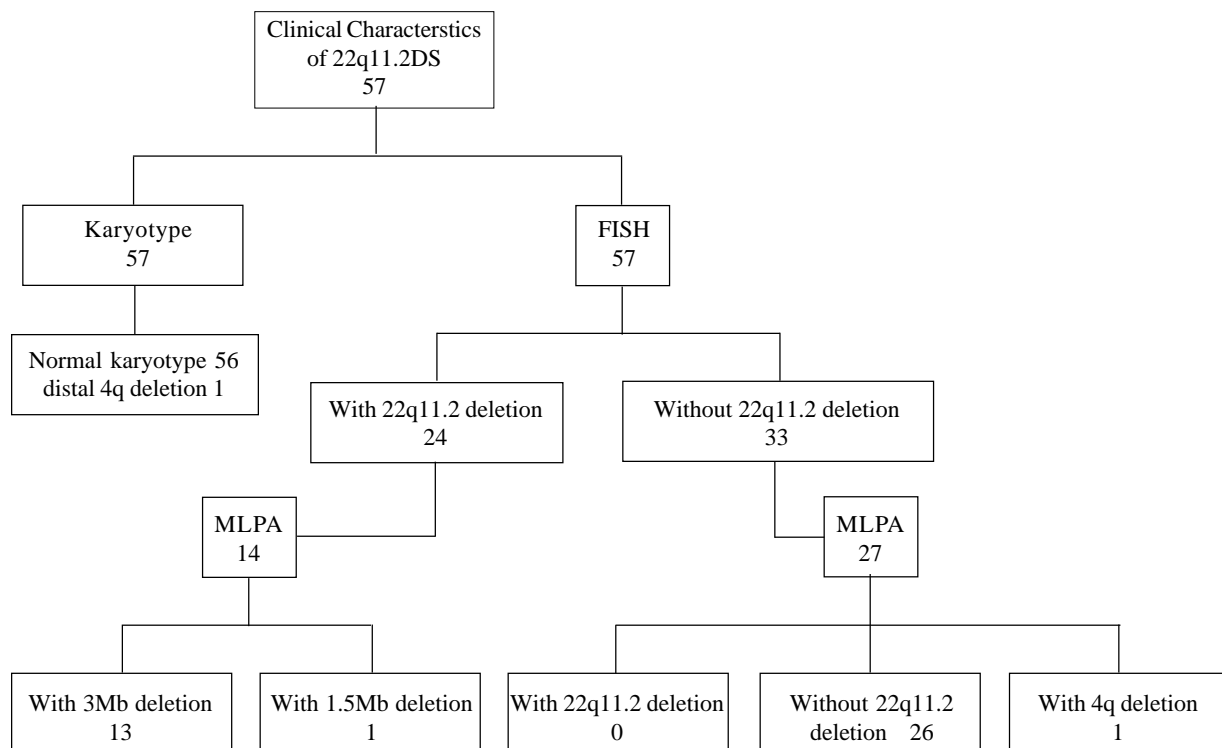 Clinical Characterstics
of 22q11.2DS
57
Karyotype
57
FISH
57
Normal karyotype 56
distal 4q deletion 1
With 22q11.2 deletion
24
Without 22q11.2 deletion
33
MLPA
14
MLPA
27
With 3Mb deletion
13
With 1.5Mb deletion
1
With 22q11.2 deletion
0
Without 22q11.2
deletion 26
With 4q deletion
1